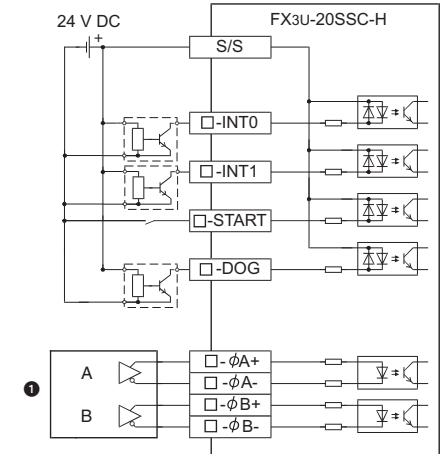 24 V DC
FX3U-20SSC-H
+
S/S
□-INT0
□-INT1
□-START
□-DOG
A
□-ϕA+
□-ϕA-
❶
B
□-ϕB+
□-ϕB-